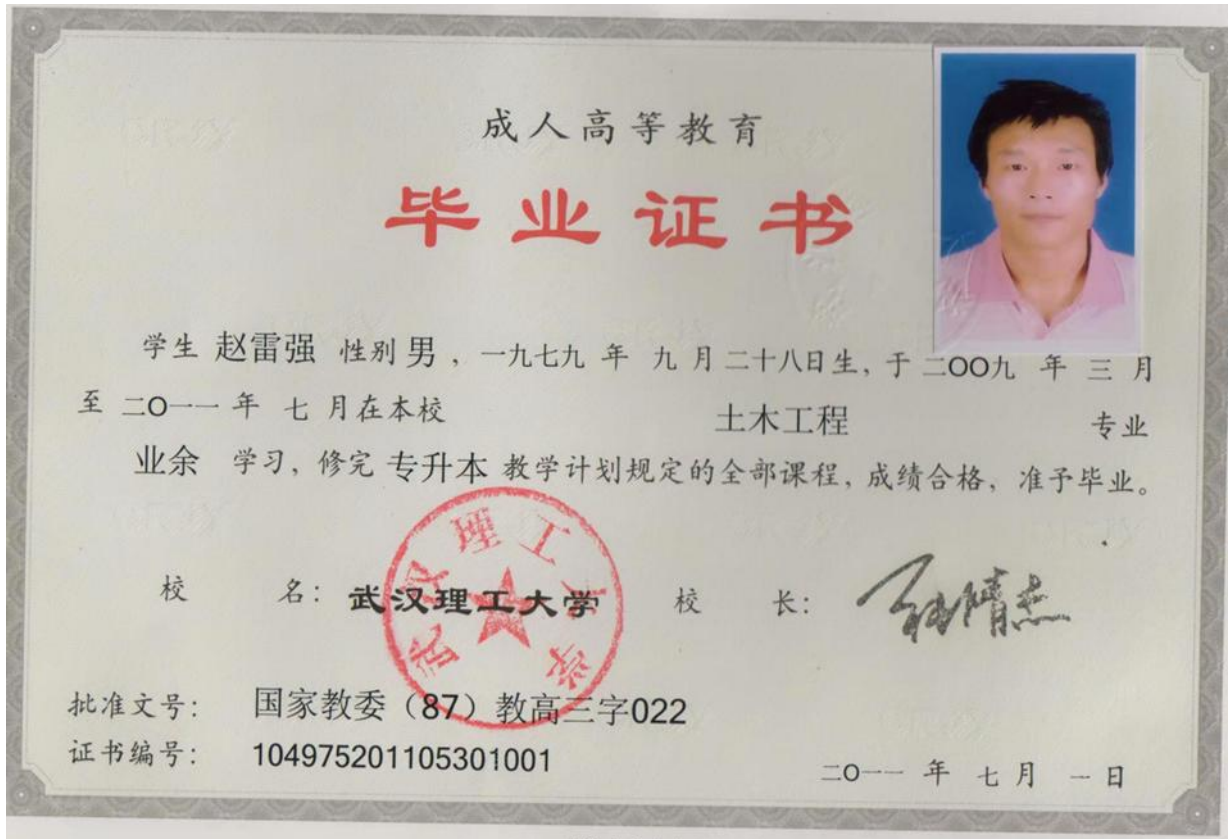 成人高等教育
毕业证书
学生 赵雷强 性别 男 ，一九七九 年 九 月 二十八日生, 于 二OO九 年 三 月
至 二O一一 年 七 月在本校 土木工程 专业
业余 学习, 修完 专升本 教学计划规定的全部课程, 成绩合格, 准予毕业。
校 名: 武汉理工大学 校 长:
武汉理工大学
批准文号: 国家教委（87）教高三字022
证书编号: 104975201105301001
二O一一 年 七 月 一 日